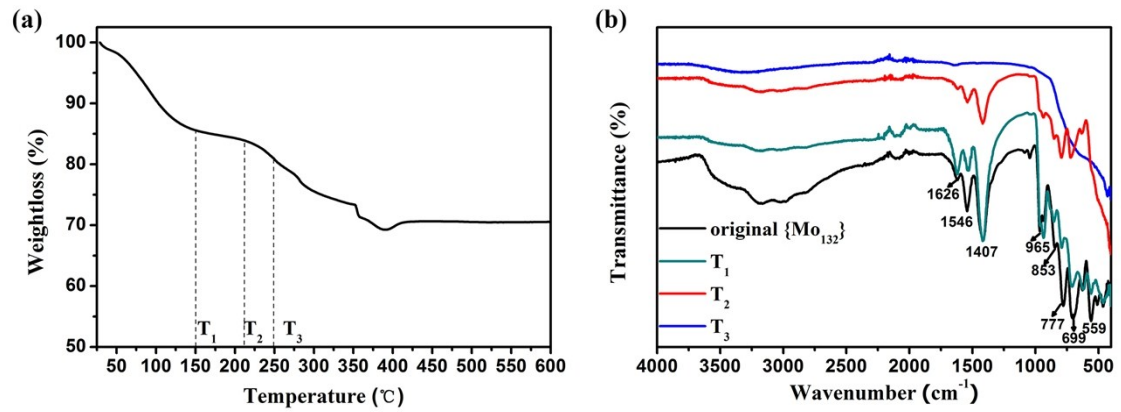 (a)
Weightloss (%)
100
90
80
70
60
50
T1
T2
T3
50 100 150 200 250 300 350 400 450 500 550 600
Temperature (℃)
(b)
Transmittance (%)
original {Mo132}
T1
T2
T3
1626
1546
1407
965
853
777
699
559
4000 3500 3000 2500 2000 1500 1000 500
Wavenumber (cm-1)